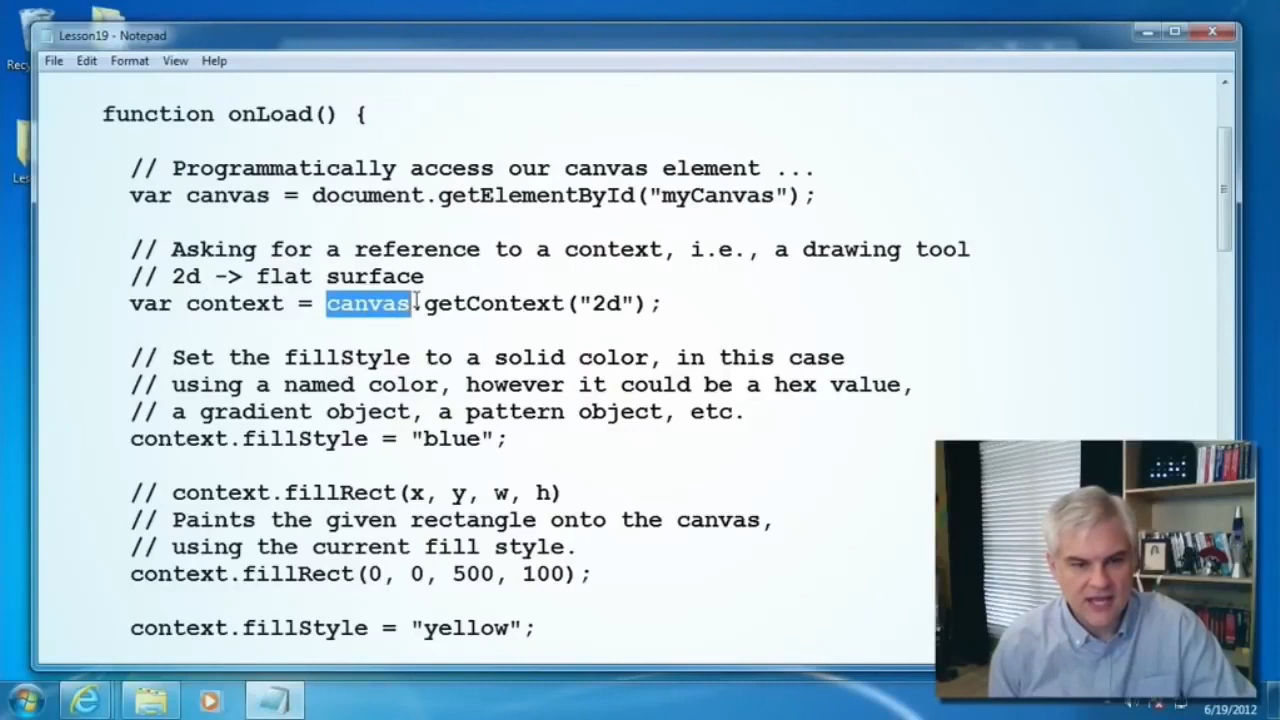 Lesson19 - Notepad
File Edit Format View Help
function onLoad() {
// Programmatically access our canvas element ...
var canvas = document.getElementById("myCanvas");
// Asking for a reference to a context, i.e., a drawing tool
// 2d -> flat surface
var context = canvas.getContext("2d");
// Set the fillStyle to a solid color, in this case
// using a named color, however it could be a hex value,
// a gradient object, a pattern object, etc.
context.fillStyle = "blue";
// context.fillRect(x, y, w, h)
// Paints the given rectangle onto the canvas,
// using the current fill style.
context.fillRect(0, 0, 500, 100);
context.fillStyle = "yellow";
6/19/2012